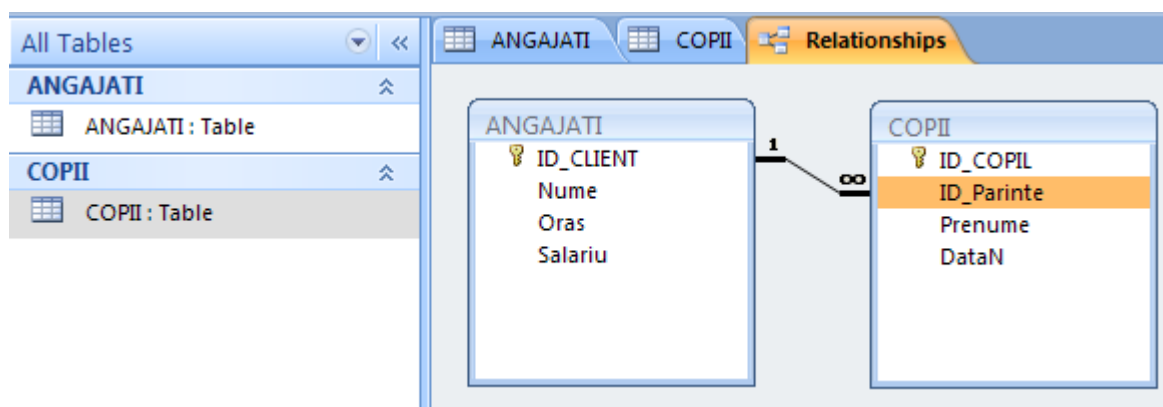 All Tables
ANGAJATI
ANGAJATI : Table
COPII
COPII : Table
ANGAJATI
COPII
Relationships
ANGAJATI
ID_CLIENT
Nume
Oras
Salariu
1
∞
COPII
ID_COPIL
ID_Parinte
Prenume
DataN